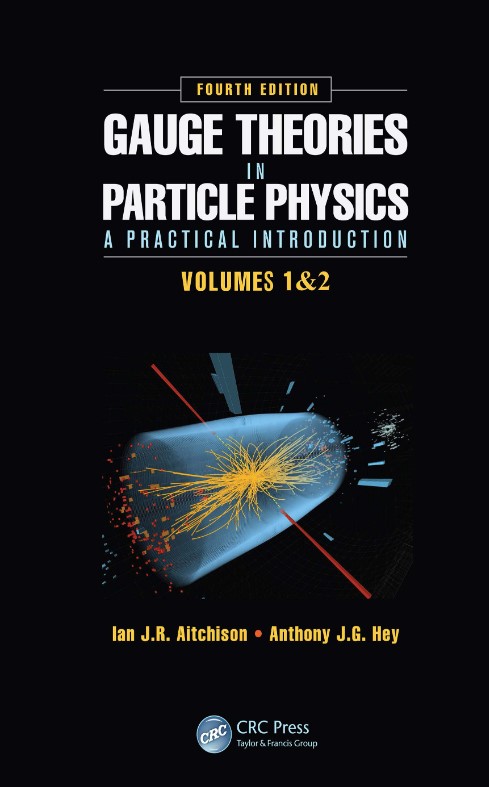 FOURTH EDITION
GAUGE THEORIES
IN
PARTICLE PHYSICS
A PRACTICAL INTRODUCTION
VOLUMES 1&2
Ian J.R. Aitchison • Anthony J.G. Hey
CRC CRC Press
Taylor & Francis Group